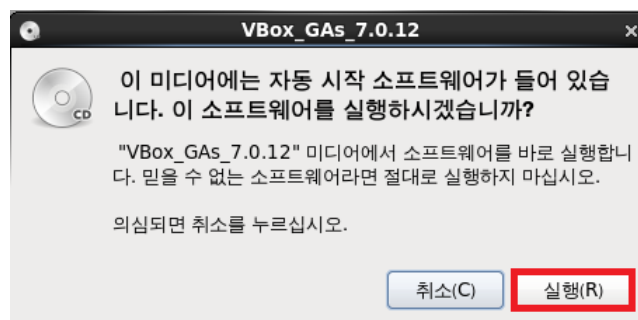 VBox_GAs_7.0.12
이 미디어에는 자동 시작 소프트웨어가 들어 있습
니다. 이 소프트웨어를 실행하시겠습니까?
"VBox_GAs_7.0.12" 미디어에서 소프트웨어를 바로 실행합니
다. 믿을 수 없는 소프트웨어라면 절대로 실행하지 마십시오.
의심되면 취소를 누르십시오.
CD
취소(C) 실행(R)